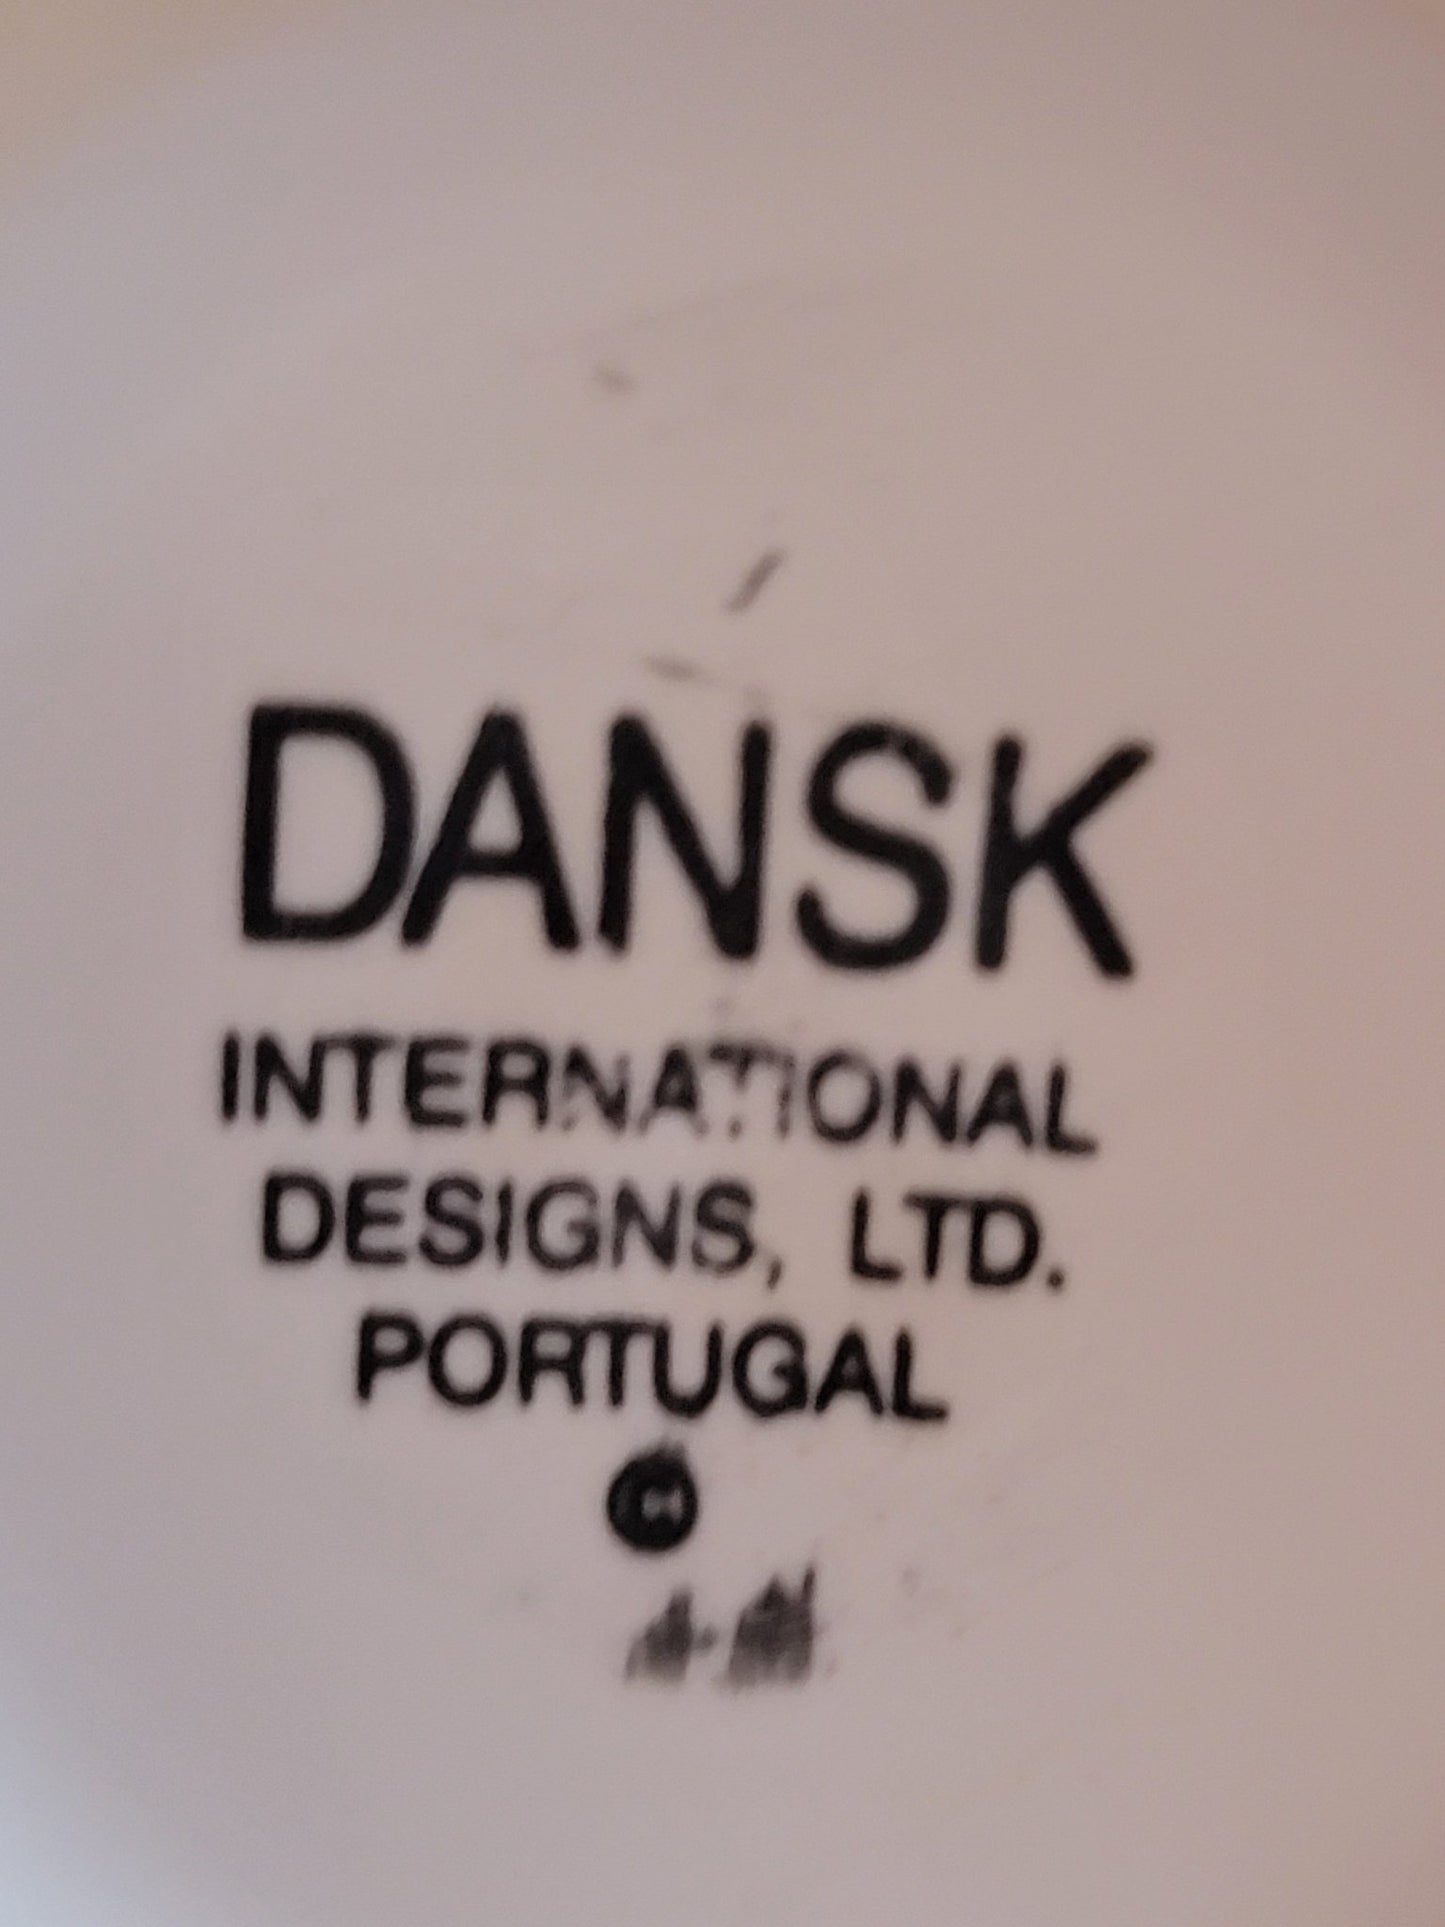 DANSK
INTERNATIONAL
DESIGNS, LTD.
PORTUGAL
©